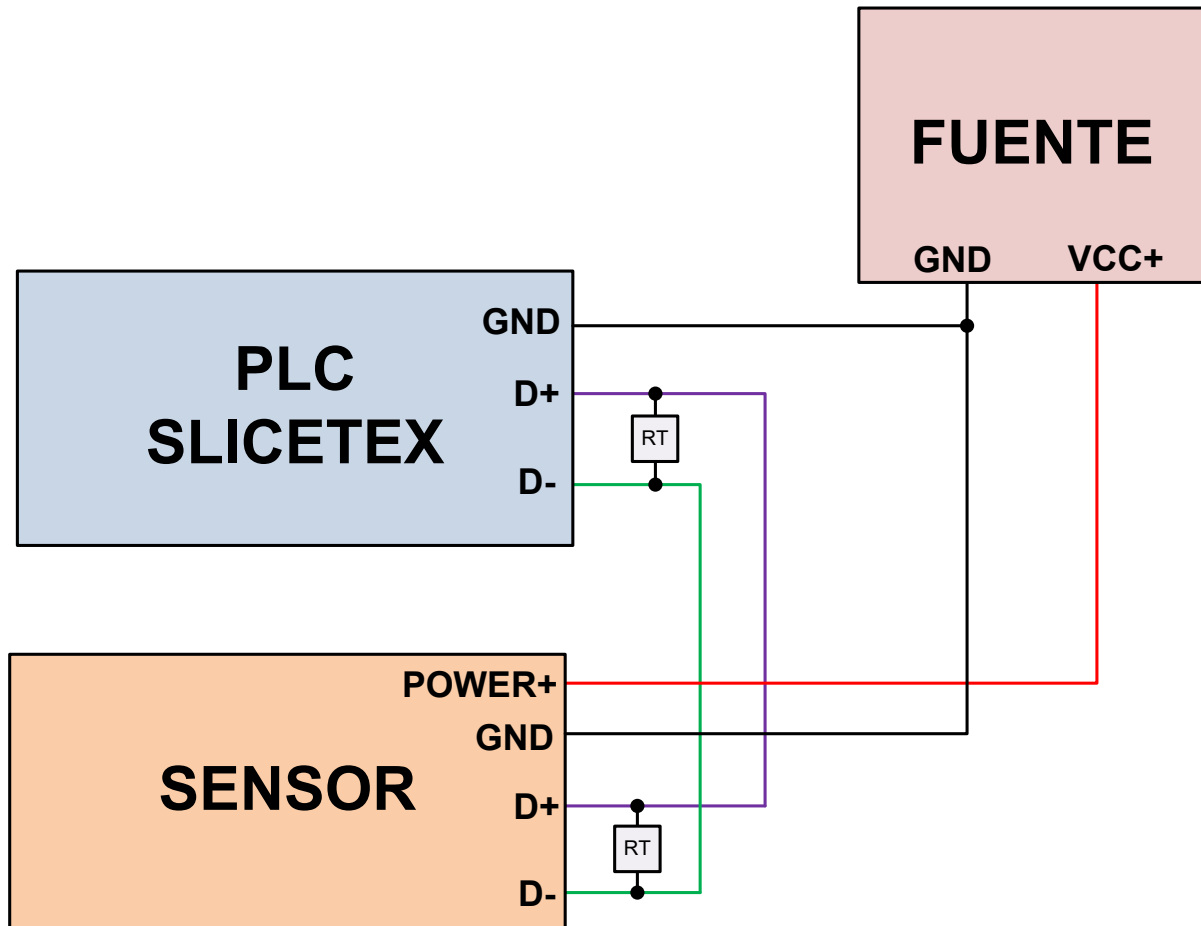 FUENTE
GND VCC+
GND
PLC
SLICETEX
D+
RT
D-
POWER+
GND
SENSOR
D+
RT
D-